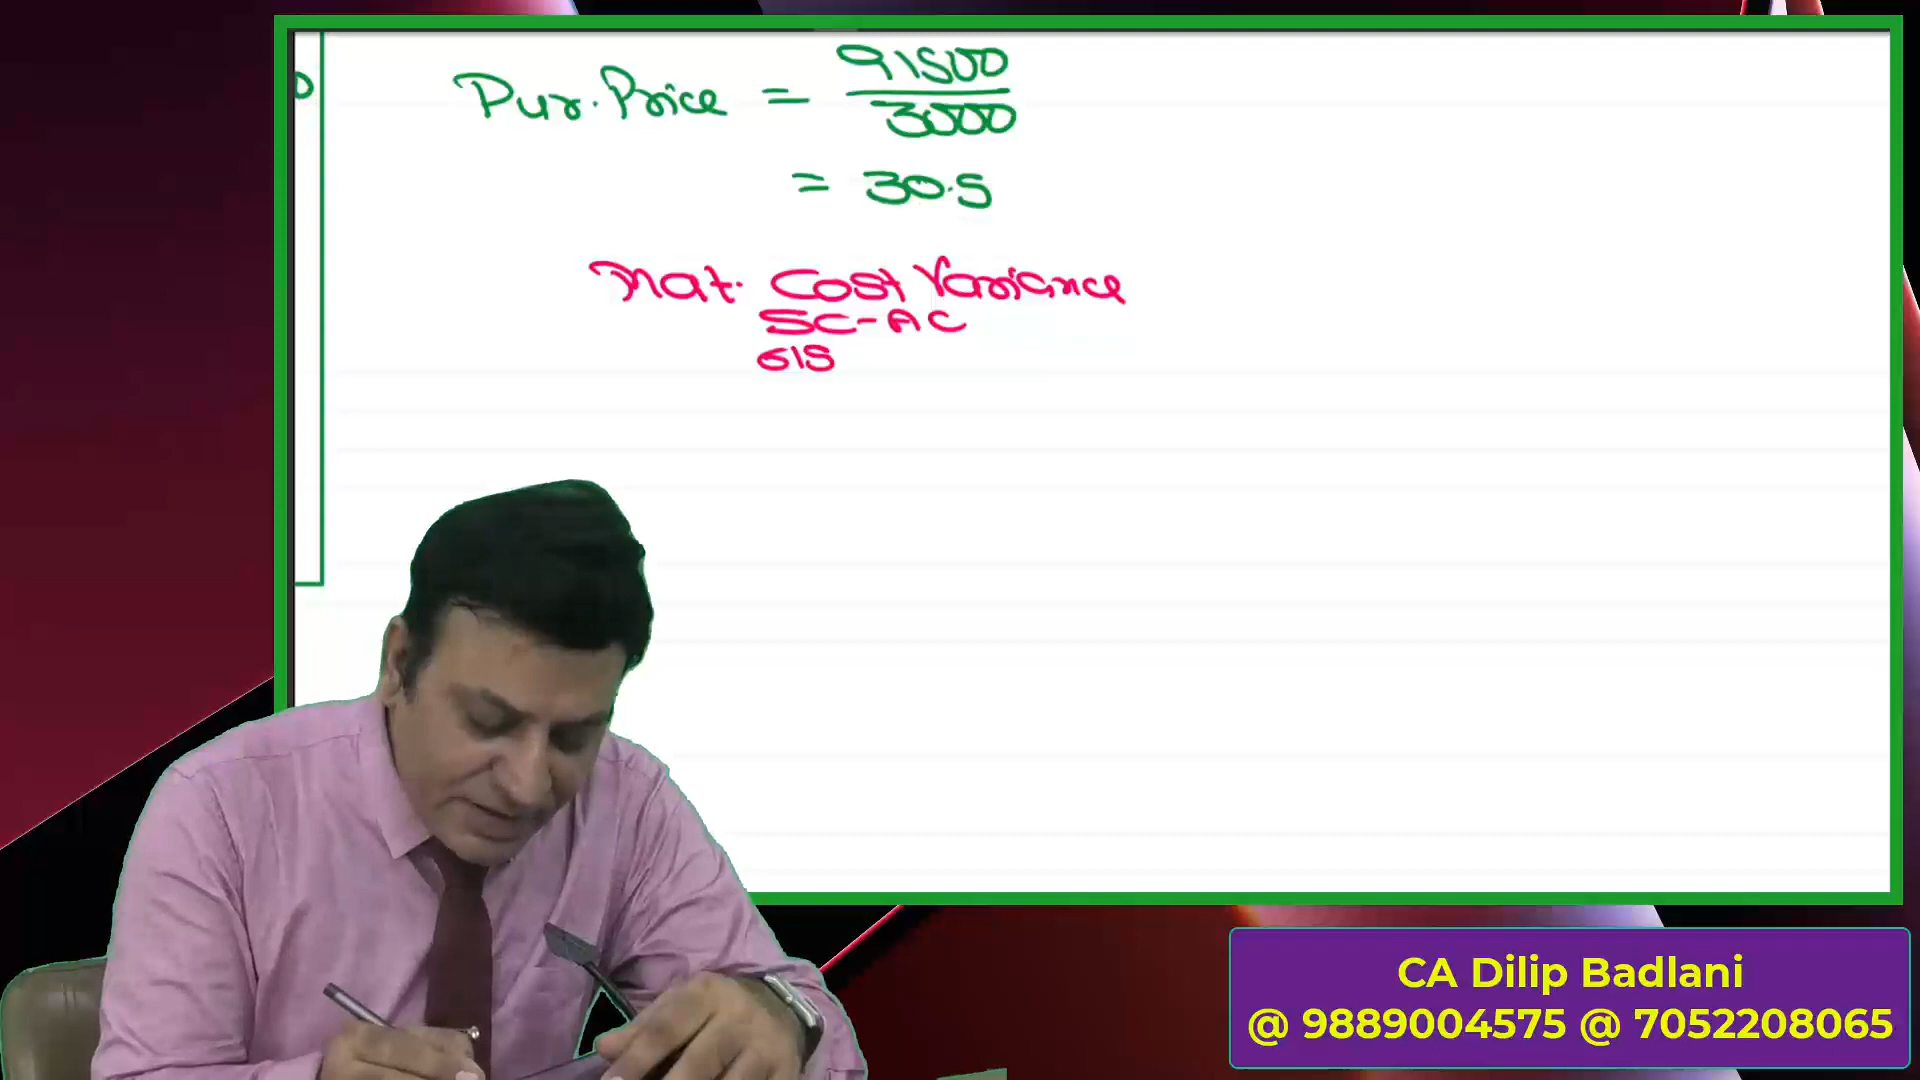 Pur. Price = 91500
3000
= 30.5
Mat. Cost Variance
SC-AC
615
CA Dilip Badlani
@ 9889004575 @ 7052208065